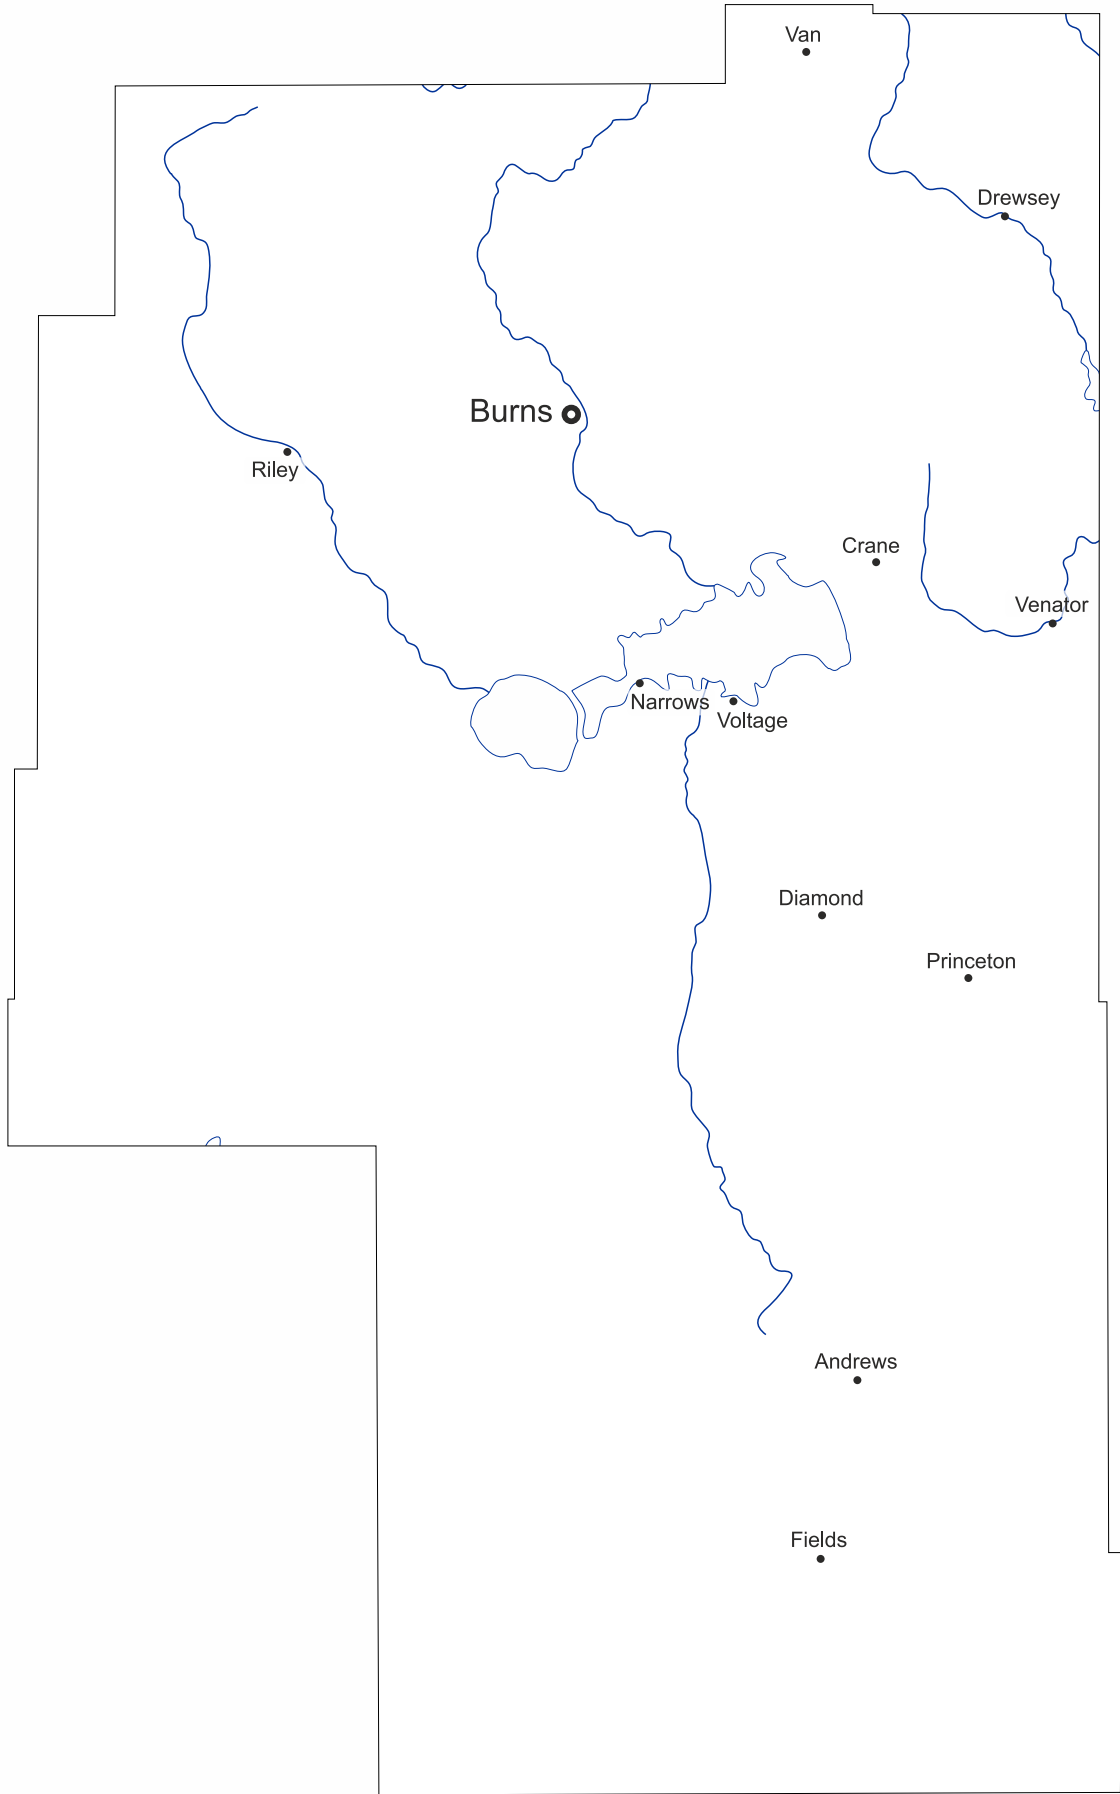 Van
Drewsey
Burns
Riley
Crane
Venator
Narrows
Voltage
Diamond
Princeton
Andrews
Fields